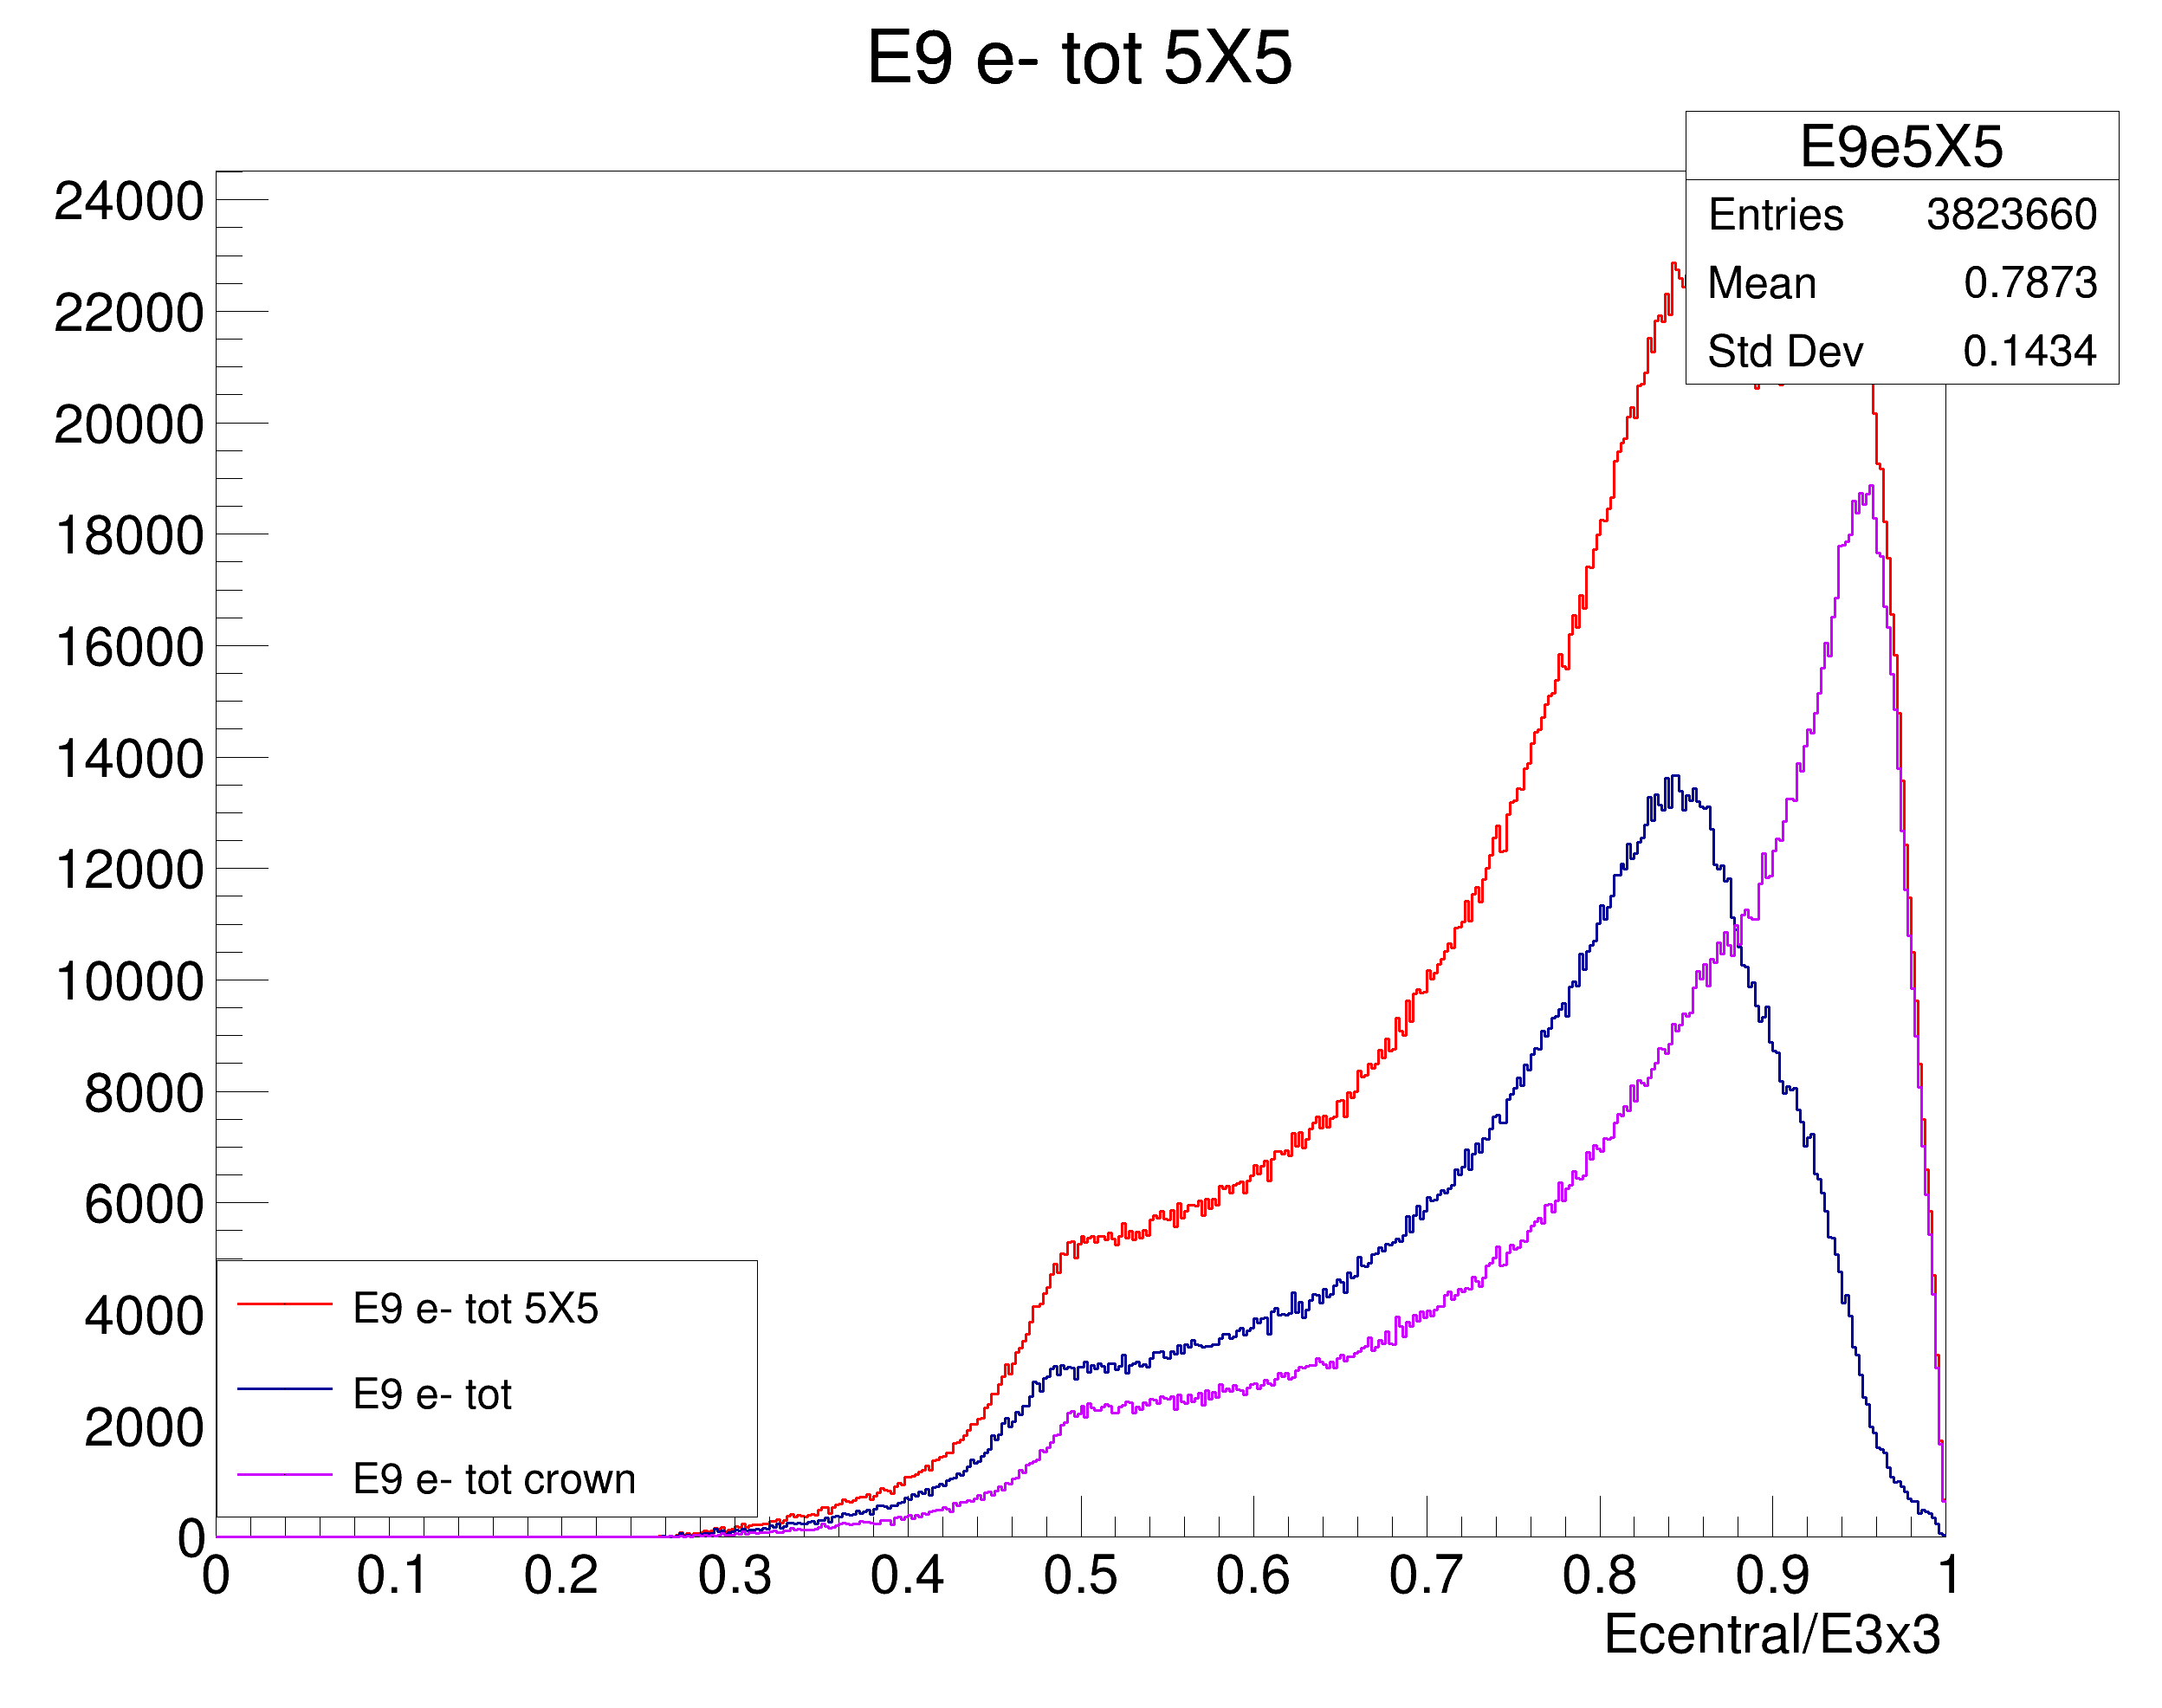 E9 e- tot 5X5
E9e5X5
Entries 3823660
Mean 0.7873
Std Dev 0.1434
24000
22000
20000
18000
16000
14000
12000
10000
8000
6000
4000
2000
0
E9 e- tot 5X5
E9 e- tot
E9 e- tot crown
0 0.1 0.2 0.3 0.4 0.5 0.6 0.7 0.8 0.9 1
Ecentral/E3x3